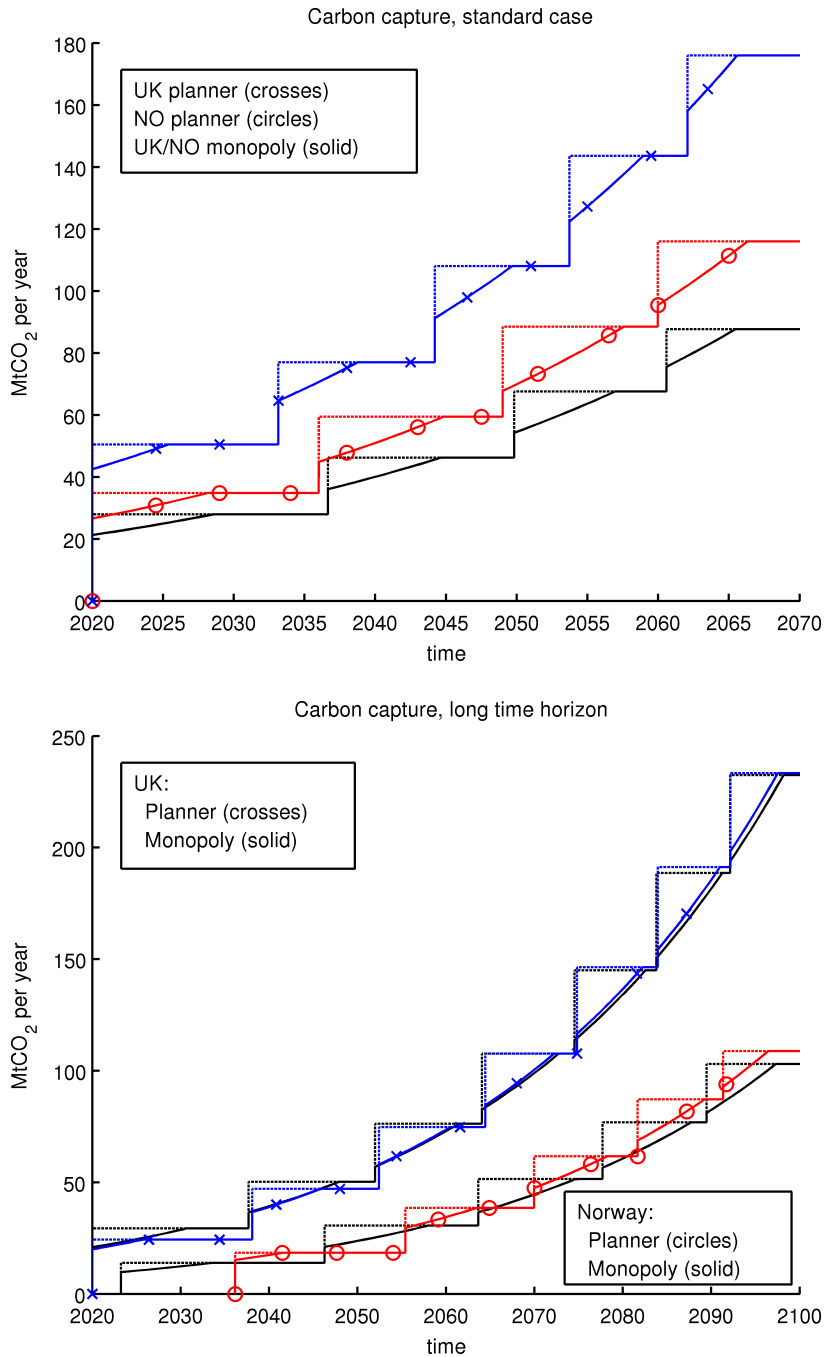 Carbon capture, standard case
180
160
140
120
100
80
60
40
20
0
MtCO2 per year
UK planner (crosses)
NO planner (circles)
UK/NO monopoly (solid)
2020 2025 2030 2035 2040 2045 2050 2055 2060 2065 2070
time
Carbon capture, long time horizon
250
200
150
100
50
0
MtCO2 per year
UK:
Planner (crosses)
Monopoly (solid)
Norway:
Planner (circles)
Monopoly (solid)
2020 2030 2040 2050 2060 2070 2080 2090 2100
time